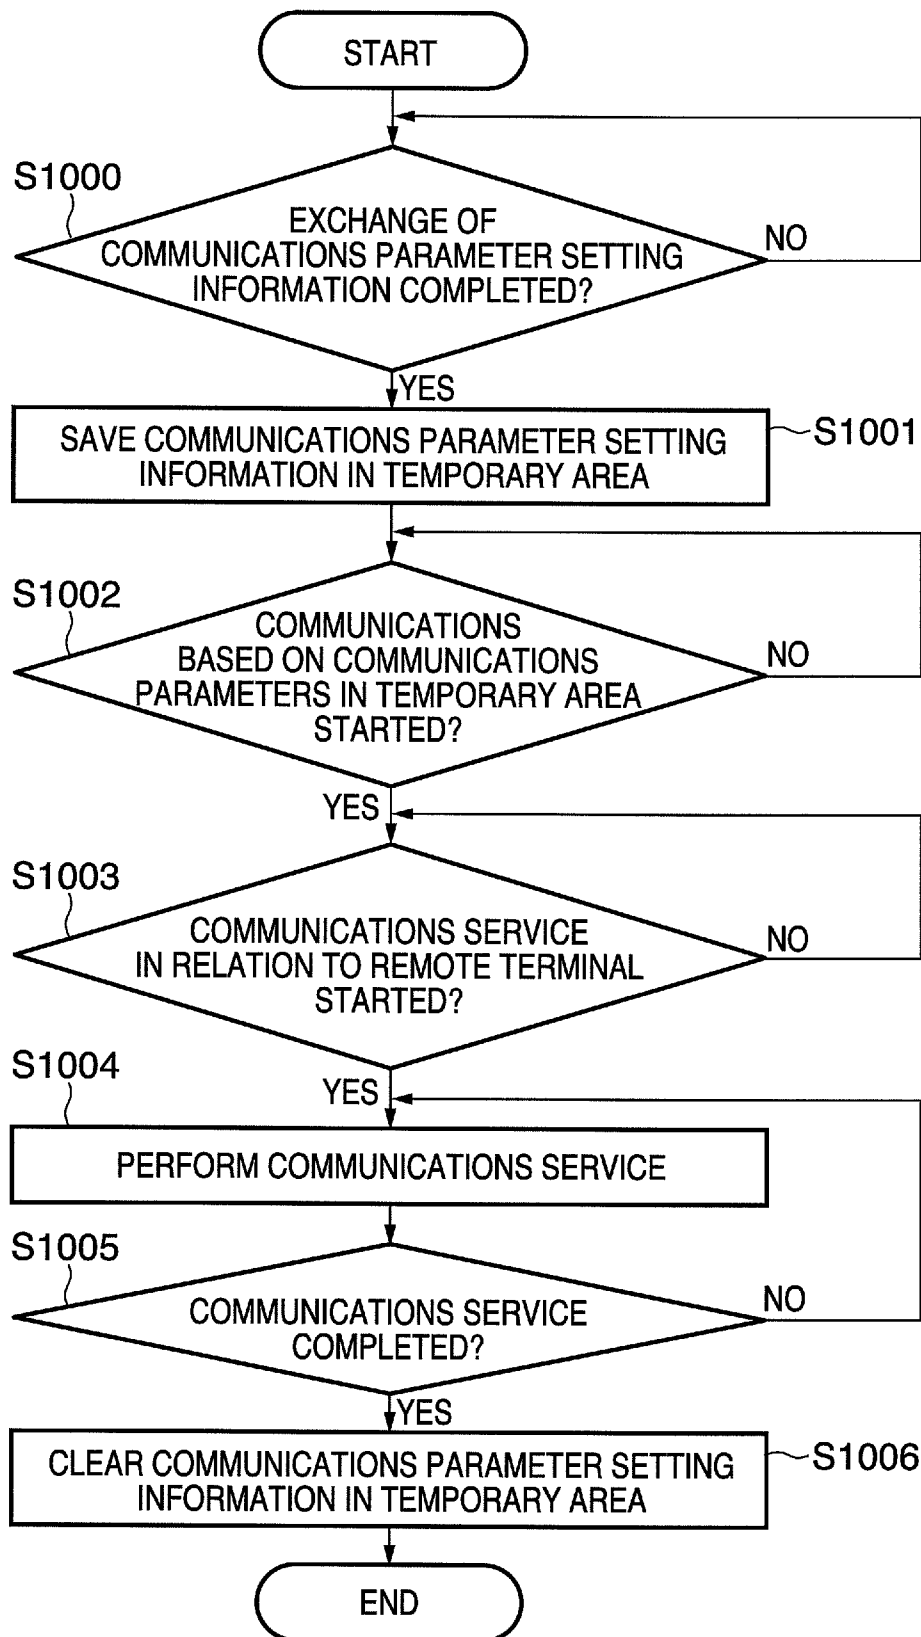 START
S1000
EXCHANGE OF
COMMUNICATIONS PARAMETER SETTING
INFORMATION COMPLETED?
NO
YES
SAVE COMMUNICATIONS PARAMETER SETTING
INFORMATION IN TEMPORARY AREA
S1001
S1002
COMMUNICATIONS
BASED ON COMMUNICATIONS
PARAMETERS IN TEMPORARY AREA
STARTED?
NO
YES
S1003
COMMUNICATIONS SERVICE
IN RELATION TO REMOTE TERMINAL
STARTED?
NO
YES
S1004
PERFORM COMMUNICATIONS SERVICE
S1005
COMMUNICATIONS SERVICE
COMPLETED?
NO
YES
CLEAR COMMUNICATIONS PARAMETER SETTING
INFORMATION IN TEMPORARY AREA
S1006
END